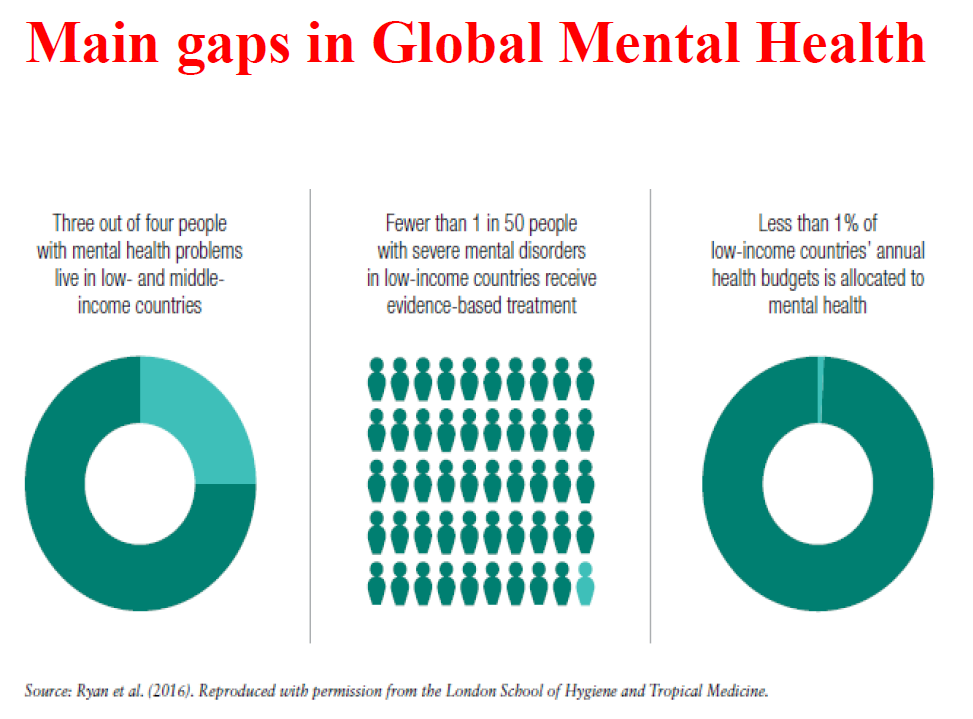 Main gaps in Global Mental Health
Three out of four people
with mental health problems
live in low- and middle-
income countries
Fewer than 1 in 50 people
with severe mental disorders
in low-income countries receive
evidence-based treatment
Less than 1% of
low-income countries’ annual
health budgets is allocated to
mental health
Source: Ryan et al. (2016). Reproduced with permission from the London School of Hygiene and Tropical Medicine.